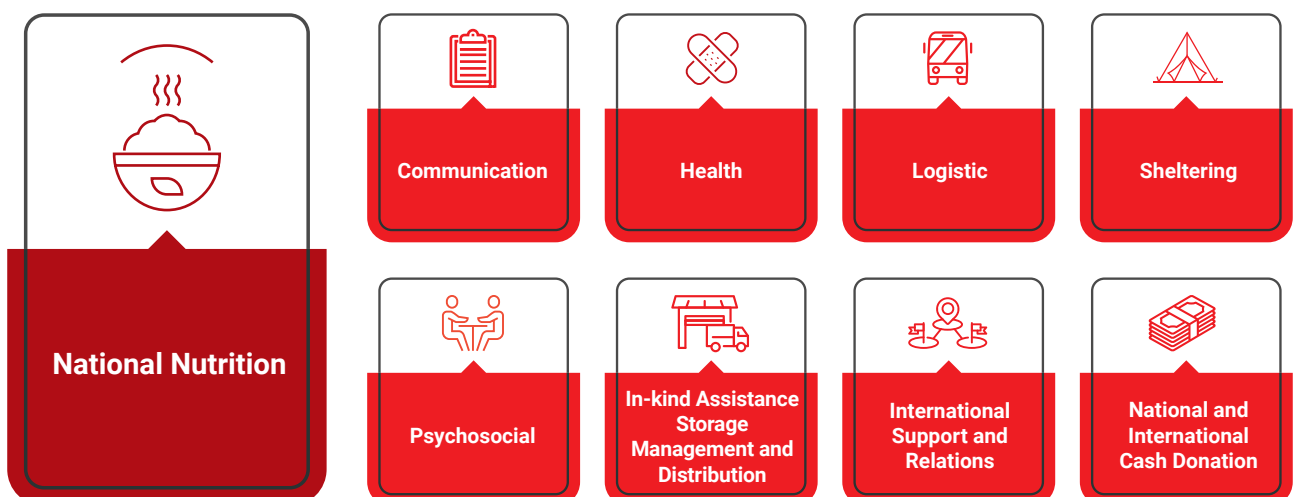 National Nutrition
Communication
Health
Logistic
Sheltering
Psychosocial
In-kind Assistance
Storage
Management and
Distribution
International
Support and
Relations
National and
International
Cash Donation